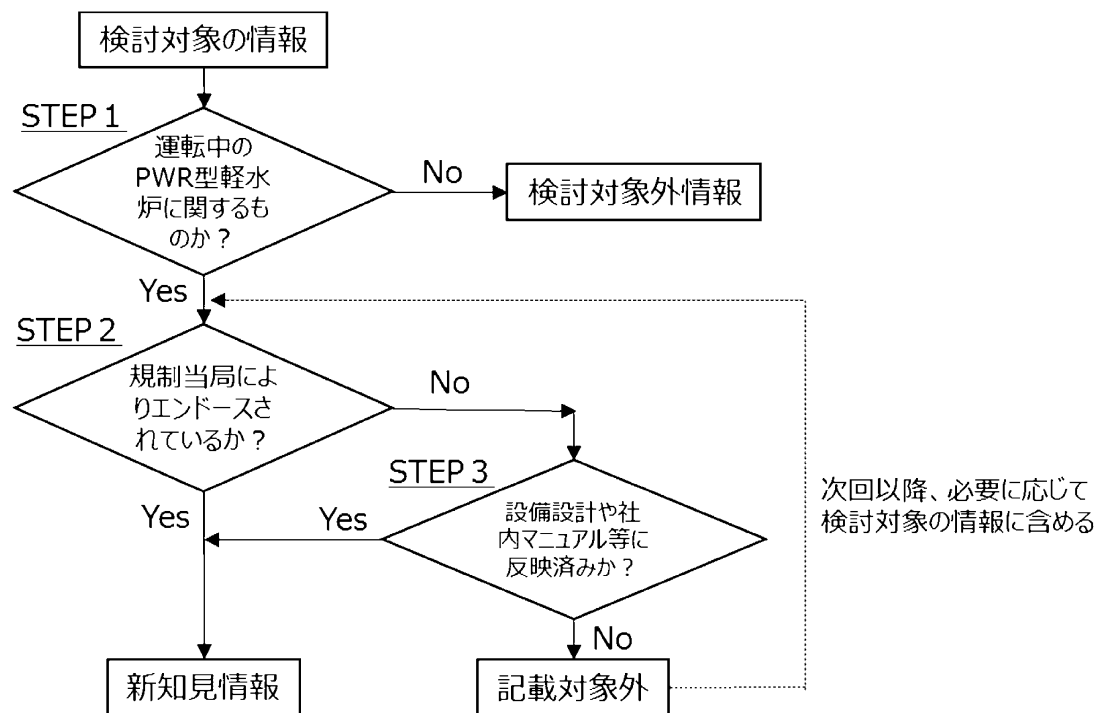 検討対象の情報
STEP 1
運転中の
PWR型軽水
炉に関するも
のか？
No
検討対象外情報
Yes
STEP 2
規制当局によ
りエンドースさ
れているか？
No
STEP 3
設備設計や社
内マニュアル等に
反映済みか？
Yes
Yes
次回以降、必要に応じて
検討対象の情報に含める
No
新知見情報
記載対象外